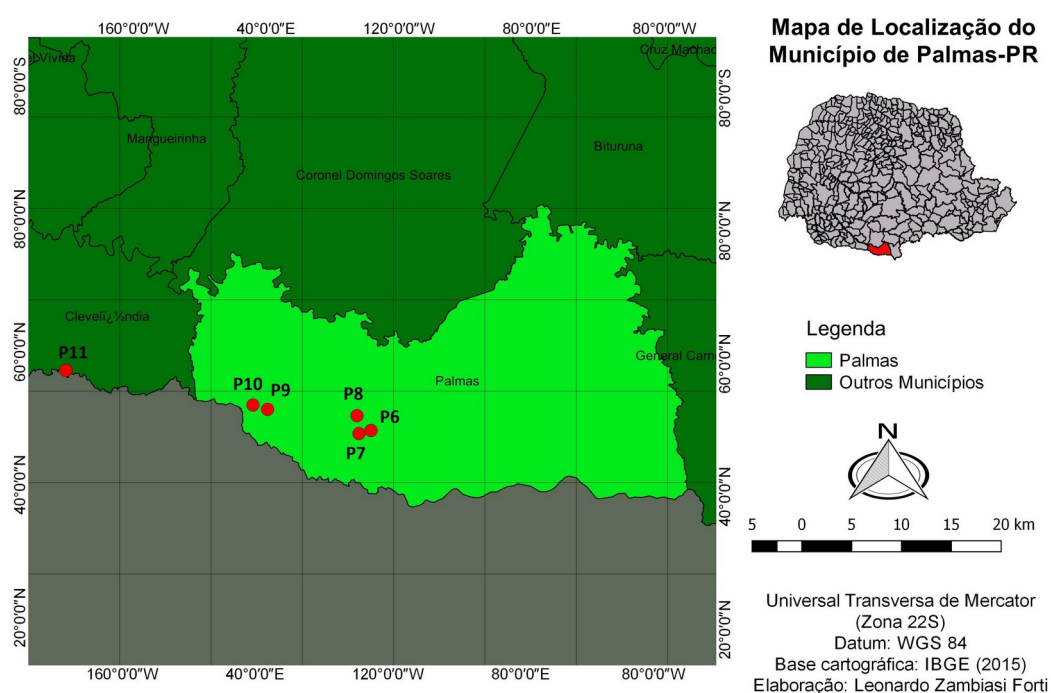 160°0'0"W 40°0'0"E 120°0'0"W 80°0'0"E 80°0'0"W
Mapa de Localização do
Município de Palmas-PR
80°0'0"S
80°0'0"S
el Vivida
Cruz Machac
Mangueirinha
Bituruna
Coronel Domingos Soares
80°0'0"N
80°0'0"N
Clevelï¿½ndia
60°0'0"N
60°0'0"N
General Carn
P11
P10 P9
P8
P6
P7
Palmas
40°0'0"N
40°0'0"N
20°0'0"N
20°0'0"N
160°0'0"W 40°0'0"E 120°0'0"W 80°0'0"E 80°0'0"W
Legenda
Palmas
Outros Municípios
N
5 0 5 10 15 20 km
Universal Transversa de Mercator
(Zona 22S)
Datum: WGS 84
Base cartográfica: IBGE (2015)
Elaboração: Leonardo Zambiasi Forti